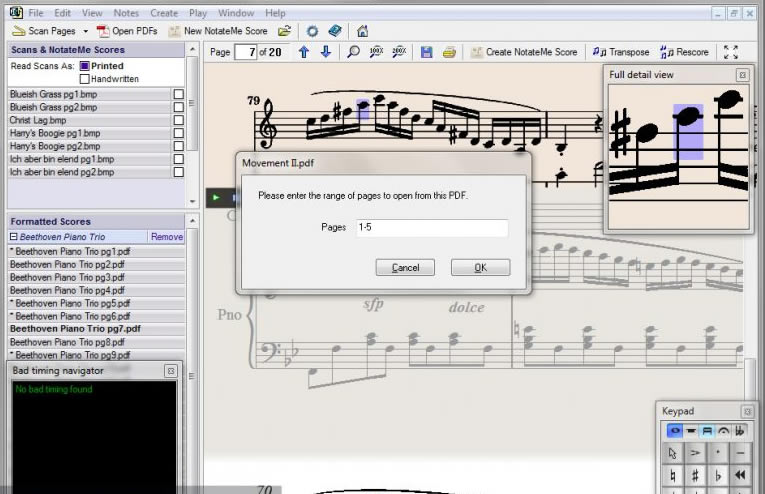 File Edit View Notes Create Play Window Help
Scan Pages Open PDFs New NotateMe Score
Scans & NotateMe Scores
Read Scans As: Printed
Handwritten
Blueish Grass pg1.bmp
Blueish Grass pg2.bmp
Christ Lag.bmp
Harry's Boogie pg1.bmp
Harry's Boogie pg2.bmp
Ich aber bin elend pg1.bmp
Ich aber bin elend pg2.bmp
Formatted Scores
Beethoven Piano Trio Remove
* Beethoven Piano Trio pg1.pdf
Beethoven Piano Trio pg2.pdf
Beethoven Piano Trio pg3.pdf
Beethoven Piano Trio pg4.pdf
* Beethoven Piano Trio pg5.pdf
* Beethoven Piano Trio pg6.pdf
Beethoven Piano Trio pg7.pdf
Beethoven Piano Trio pg8.pdf
* Beethoven Piano Trio pg9.pdf
Bad timing navigator
No bad timing found
Page 7 of 20 100% 200% Create NotateMe Score Transpose Rescore
Full detail view
79
Movement II.pdf
Please enter the range of pages to open from this PDF.
Pages 1-5
Cancel OK
sfp dolce
Pno
Keypad
70